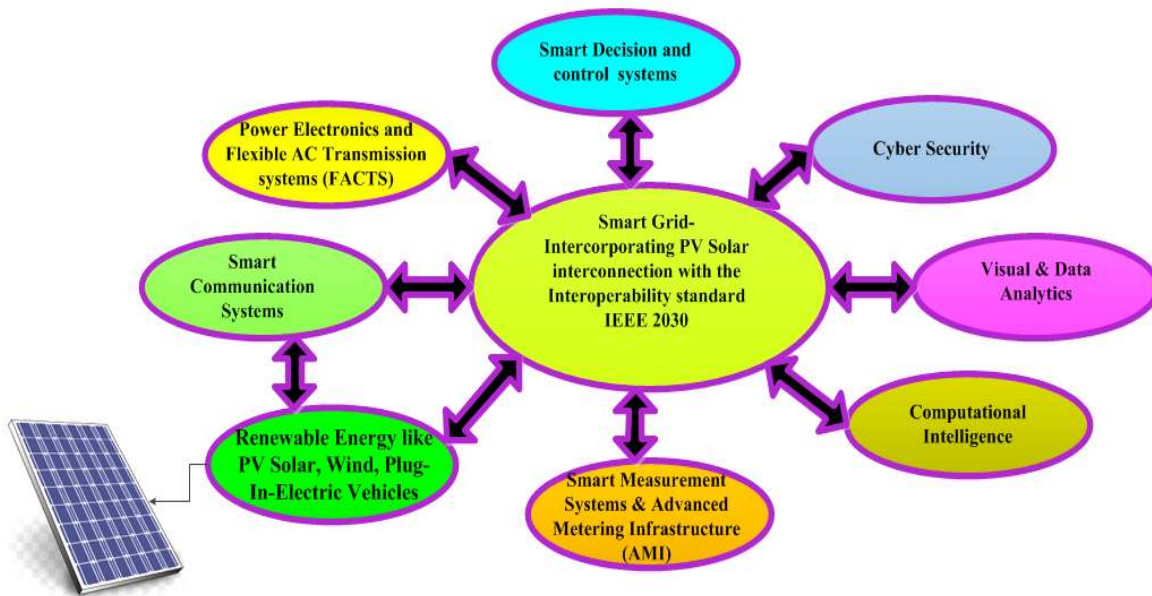 Smart Decision and
control systems
Power Electronics and
Flexible AC Transmission
systems (FACTS)
Cyber Security
Smart Grid-
Intercorporating PV Solar
interconnection with the
Interoperability standard
IEEE 2030
Smart
Communication
Systems
Visual & Data
Analytics
Computational
Intelligence
Renewable Energy like
PV Solar, Wind, Plug-
In-Electric Vehicles
Smart Measurement
Systems & Advanced
Metering Infrastructure
(AMI)